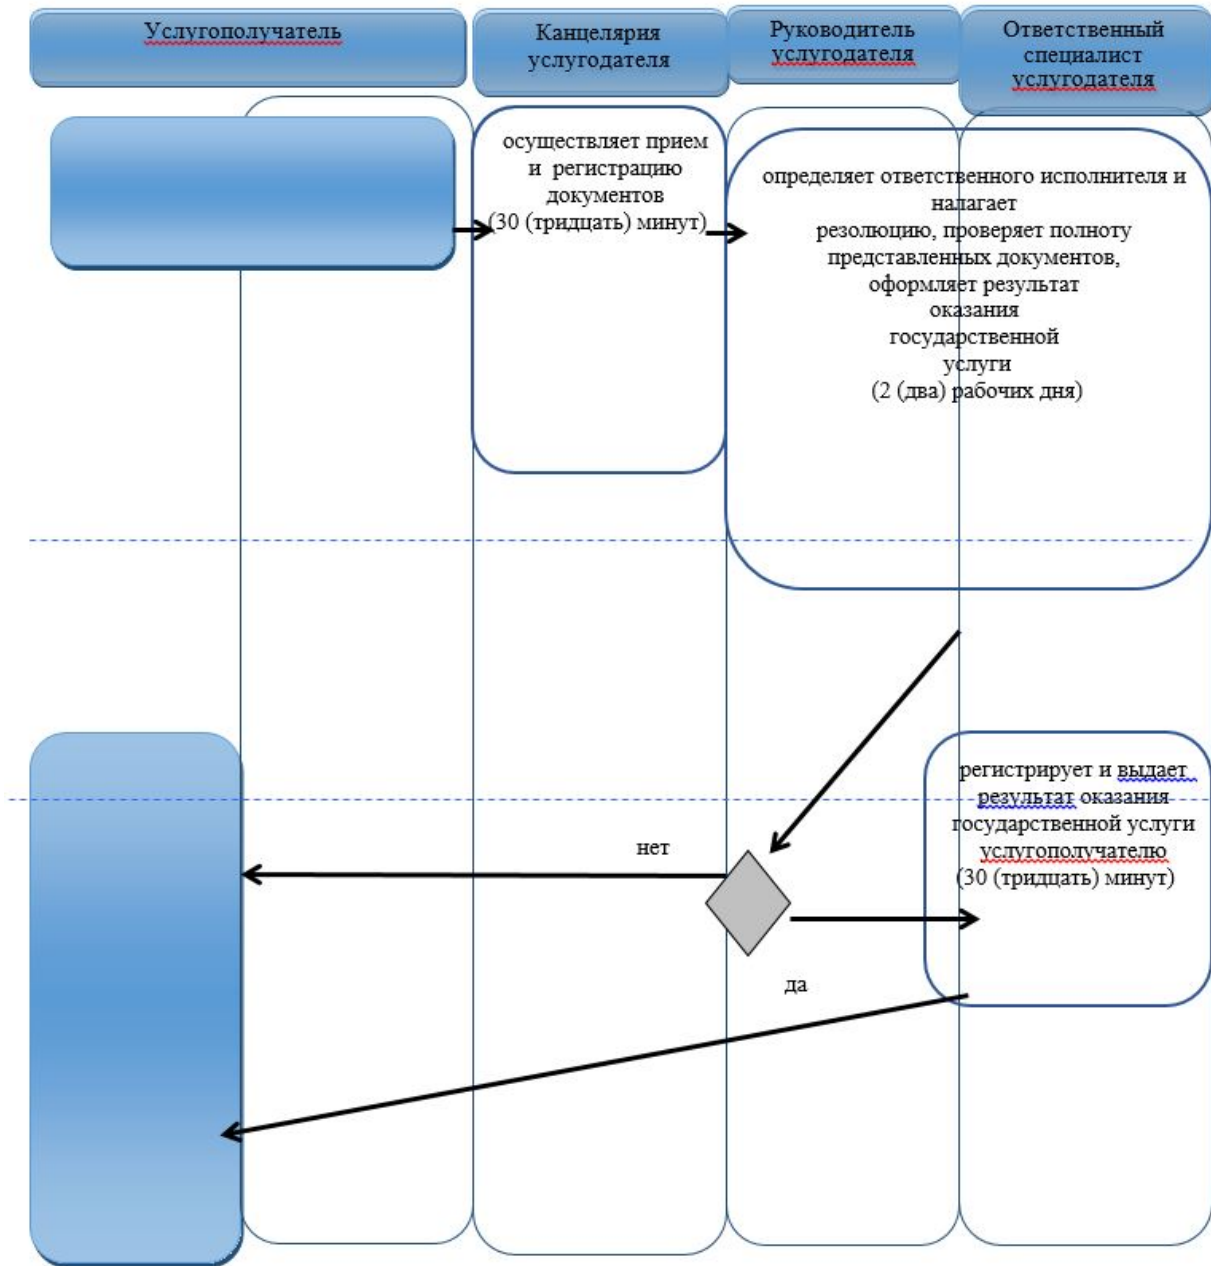 Услугополучатель
Канцелярия
услугодателя
Руководитель
услугодателя
Ответственный
специалист
услугодателя
осуществляет прием
и регистрацию
документов
(30 (тридцать) минут)
определяет ответственного исполнителя и
налагает
резолюцию, проверяет полноту
представленных документов,
оформляет результат
оказания
государственной
услуги
(2 (два) рабочих дня)
регистрирует и выдает
результат оказания
государственной услуги
услугополучателю
(30 (тридцать) минут)
нет
да